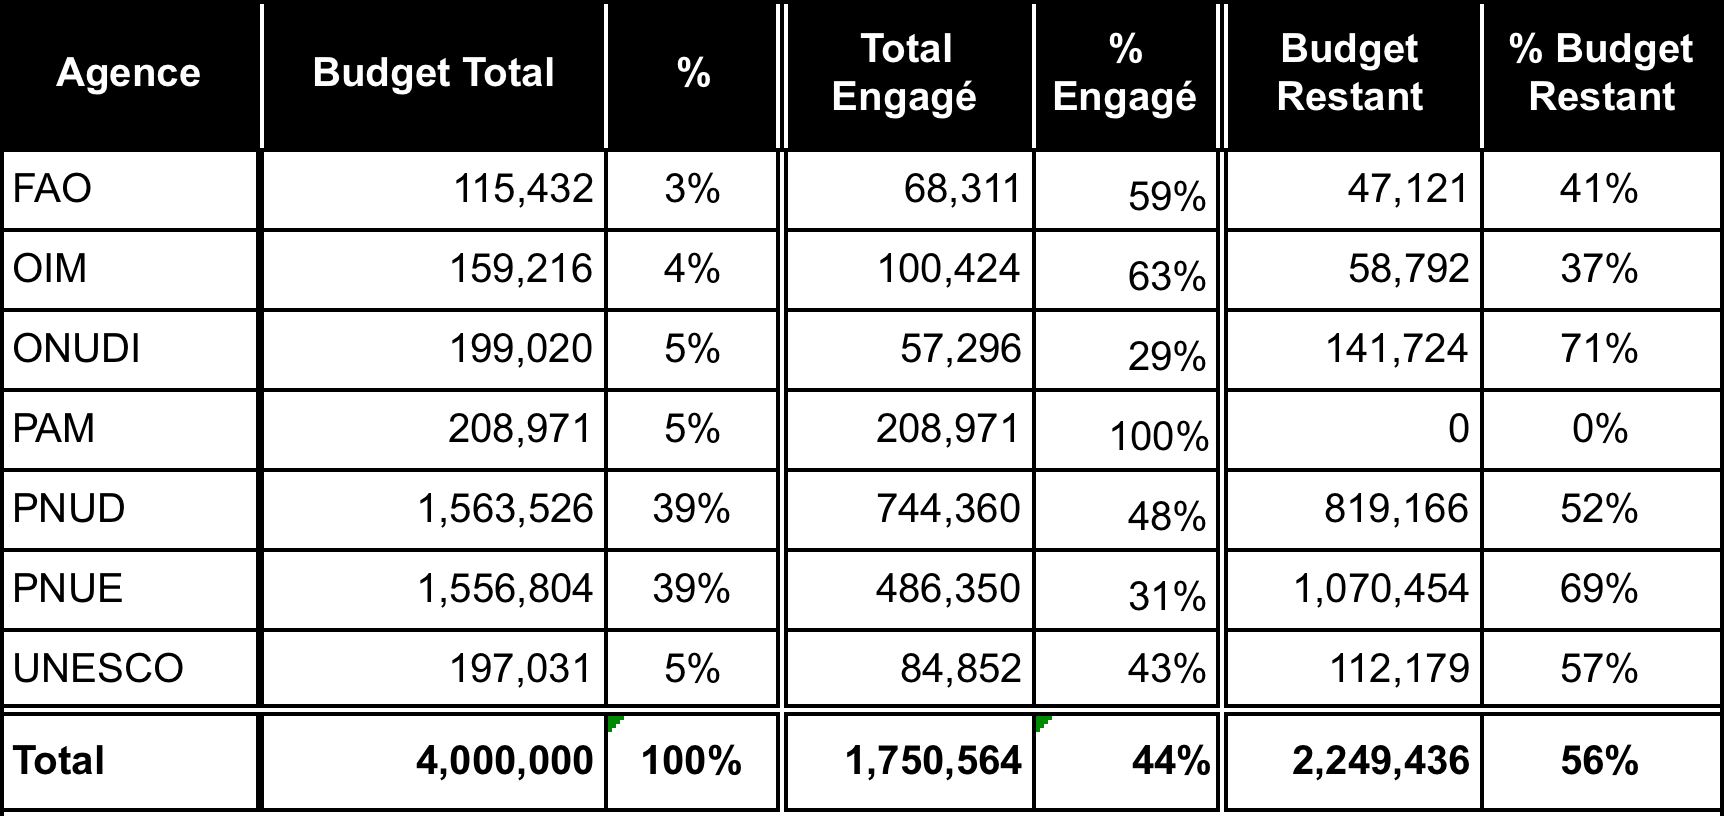 Agence Budget Total % Total Engagé % Engagé Budget Restant % Budget Restant
FAO 115,432 3% 68,311 59% 47,121 41%
OIM 159,216 4% 100,424 63% 58,792 37%
ONUDI 199,020 5% 57,296 29% 141,724 71%
PAM 208,971 5% 208,971 100% 0 0%
PNUD 1,563,526 39% 744,360 48% 819,166 52%
PNUE 1,556,804 39% 486,350 31% 1,070,454 69%
UNESCO 197,031 5% 84,852 43% 112,179 57%
Total 4,000,000 100% 1,750,564 44% 2,249,436 56%